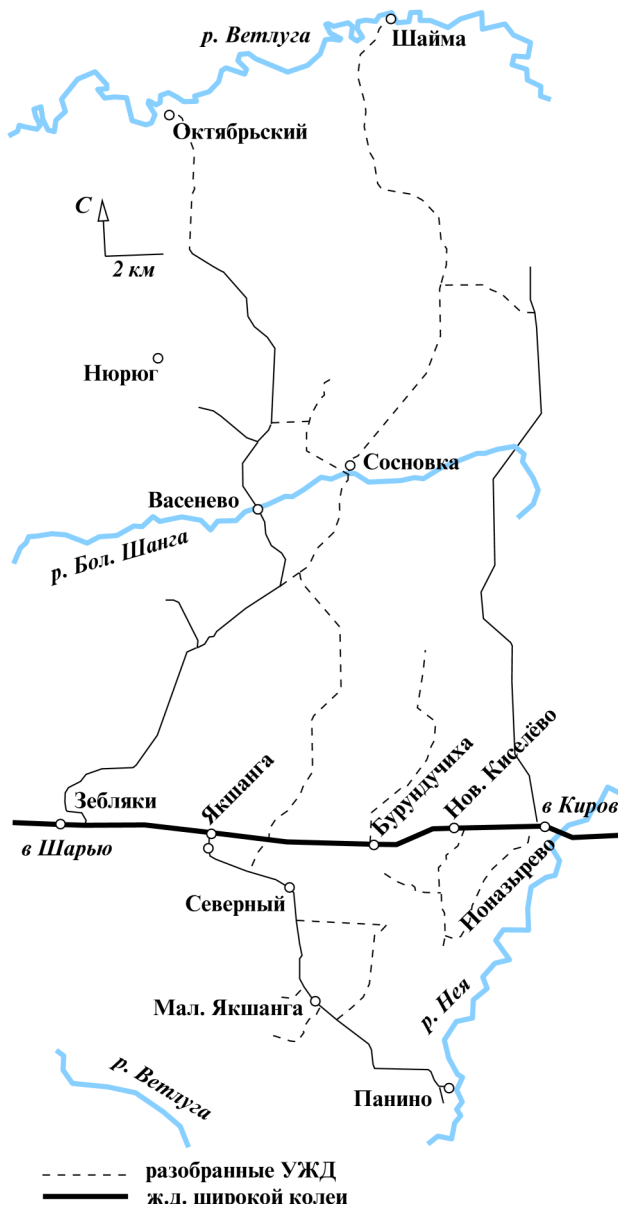 р. Ветлуга
Шайма
Октябрьский
С
2 км
Нюрюг
Сосновка
Васенево
р. Бол. Шанга
Зебляки
Якшанга
Бурундучиха
Нов. Киселёво
в Киров
в Шарью
Поназырево
Северный
Мал. Якшанга
р. Нея
р. Ветлуга
Панино
разобранные УЖД
ж.д. широкой колеи